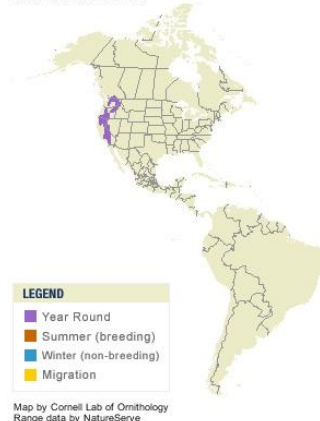 LEGEND
Year Round
Summer (breeding)
Winter (non-breeding)
Migration
Map by Cornell Lab of Ornithology
Range data by NatureServe